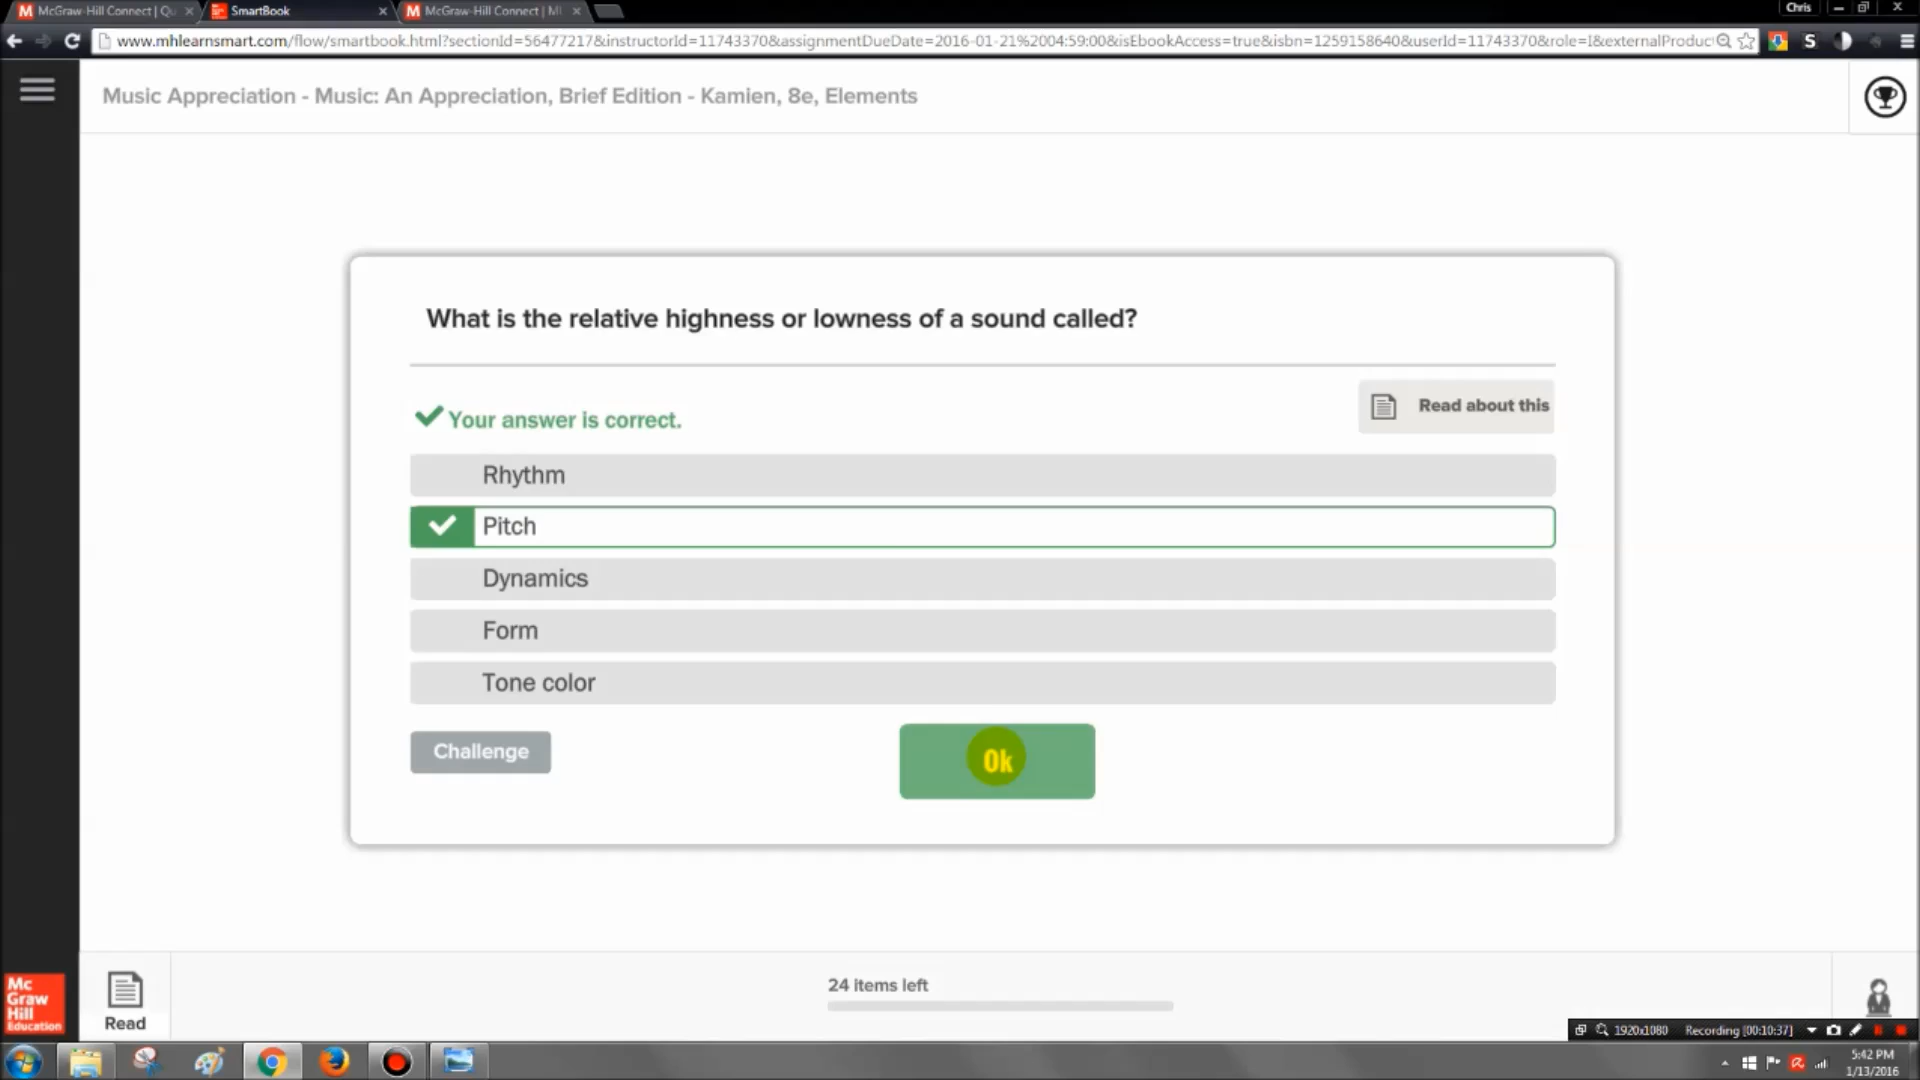 McGraw-Hill Connect | Qu
SmartBook
McGraw-Hill Connect | M
Chris
www.mhlearnsmart.com/flow/smartbook.html?sectionId=56477217&instructorId=11743370&assignmentDueDate=2016-01-21%2004:59:00&isEbookAccess=true&isbn=1259158640&userId=11743370&role=I&externalProduct
S
Music Appreciation - Music: An Appreciation, Brief Edition - Kamien, 8e, Elements
What is the relative highness or lowness of a sound called?
Your answer is correct.
Read about this
Rhythm
Pitch
Dynamics
Form
Tone color
Challenge
Ok
24 items left
Mc
Graw
Hill
Education
Read
1920x1080
Recording [00:10:37]
5:42 PM
1/13/2016